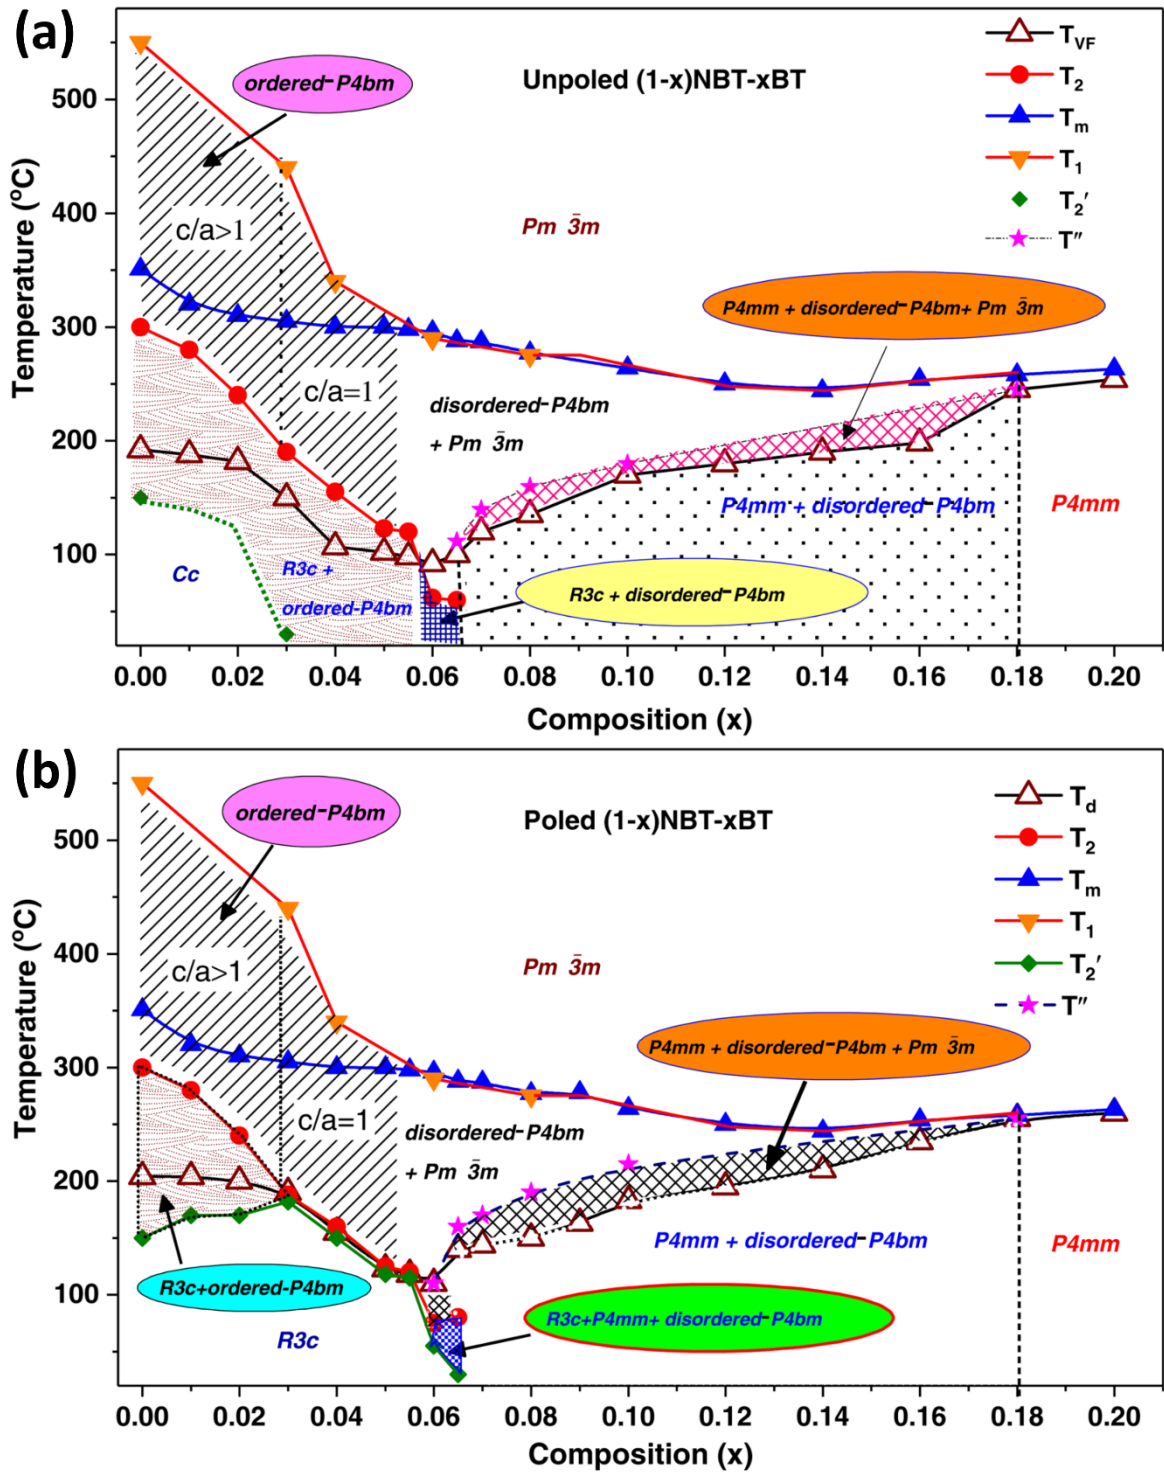 (a)
Unpoled (1-x)NBT-xBT
ordered-P4bm
c/a>1
c/a=1
Pm 3̄m
P4mm + disordered-P4bm+ Pm 3̄m
disordered-P4bm
+ Pm 3̄m
P4mm + disordered-P4bm
P4mm
Cc
R3c +
ordered-P4bm
R3c + disordered-P4bm
T_VF
T_2
T_m
T_1
T_2'
T″
Temperature (°C)
500
400
300
200
100
0.00 0.02 0.04 0.06 0.08 0.10 0.12 0.14 0.16 0.18 0.20
Composition (x)
(b)
Poled (1-x)NBT-xBT
ordered-P4bm
c/a>1
c/a=1
Pm 3̄m
P4mm + disordered-P4bm + Pm 3̄m
disordered-P4bm
+ Pm 3̄m
P4mm + disordered-P4bm
P4mm
R3c+ordered-P4bm
R3c
R3c+P4mm+ disordered-P4bm
T_d
T_2
T_m
T_1
T_2'
T″
Temperature (°C)
500
400
300
200
100
0.00 0.02 0.04 0.06 0.08 0.10 0.12 0.14 0.16 0.18 0.20
Composition (x)